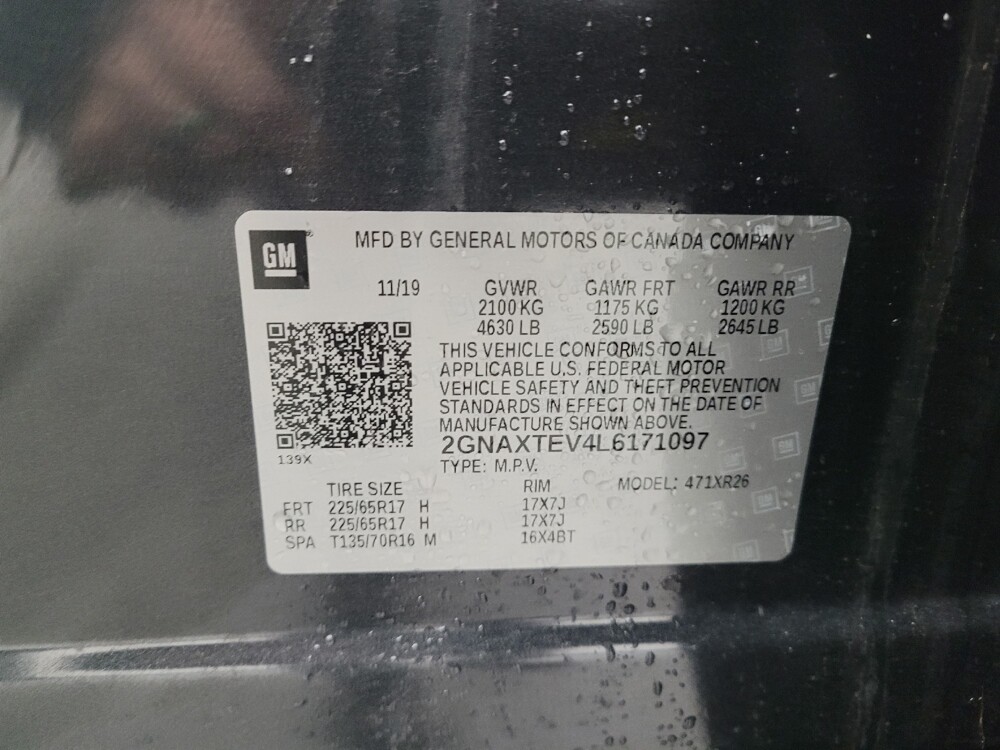 GM
MFD BY GENERAL MOTORS OF CANADA COMPANY
11/19 GVWR GAWR FRT GAWR RR
2100 KG 1175 KG 1200 KG
4630 LB 2590 LB 2645 LB
THIS VEHICLE CONFORMS TO ALL
APPLICABLE U.S. FEDERAL MOTOR
VEHICLE SAFETY AND THEFT PREVENTION
STANDARDS IN EFFECT ON THE DATE OF
MANUFACTURE SHOWN ABOVE.
2GNAXTEV4L6171097
139X
TYPE: M.P.V.
TIRE SIZE RIM MODEL: 471XR26
FRT 225/65R17 H 17X7J
RR 225/65R17 H 17X7J
SPA T135/70R16 M 16X4BT